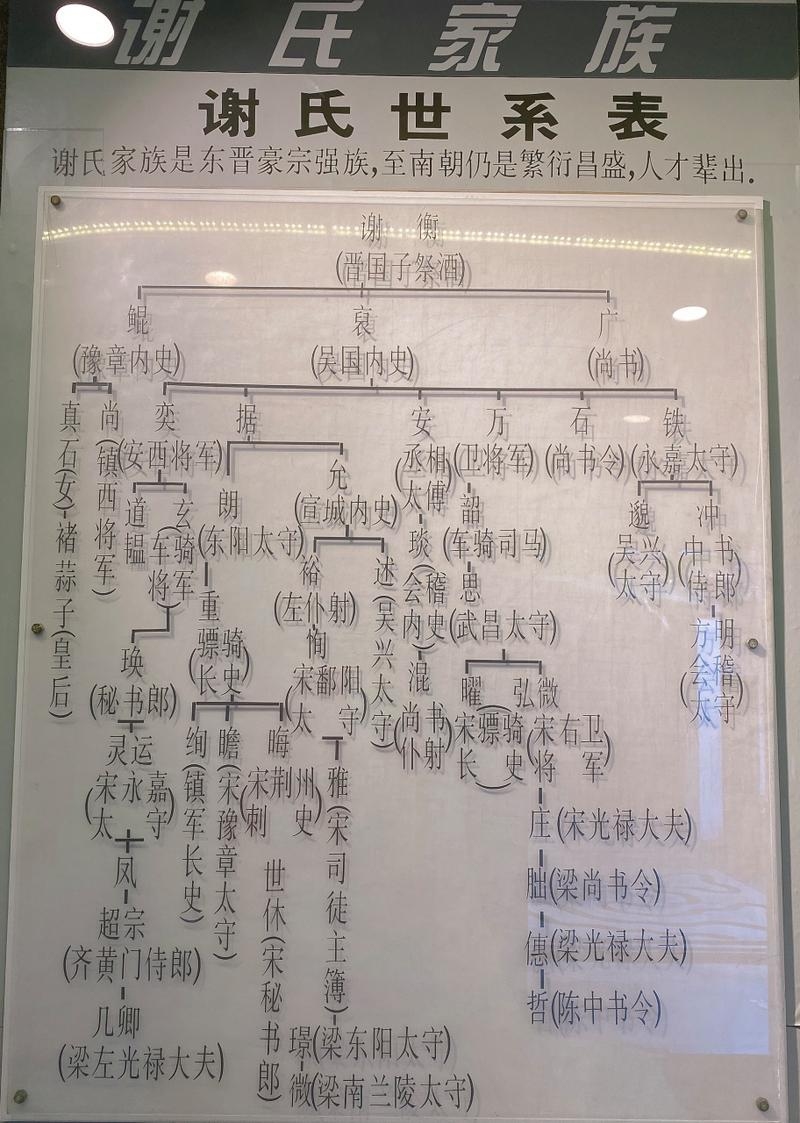 谢氏家族
谢氏世系表
谢氏家族是东晋豪宗强族,至南朝仍是繁衍昌盛,人才辈出.
谢 衡
(晋国子祭酒)
鲲
(豫章内史)
裒
(吴国内史)
广
(尚书)
真石(女)褚蒜子(皇后)
尚(镇西将军)
奕
(安西将军)
道韫
玄
(车骑将军)
瑍
(秘书郎)
灵运
(宋永嘉太守)
凤
超宗
(齐黄门侍郎)
几卿
(梁左光禄大夫)
据
朗
(东阳太守)
重
(骠骑长史)
绚(镇军长史)
瞻(宋豫章太守)
晦
(宋荆州刺史)
世休(宋秘书郎)
允
(宣城内史)
裕
(左仆射)
恂
(宋鄱阳太守)
雅(宋司徒主簿)
璟(梁东阳太守)
微(梁南兰陵太守)
述(吴兴太守)
安
(丞相太傅)
琰
(会稽内史)
混
(尚书仆射)
万
(卫将军)
韶
(车骑司马)
思
(武昌太守)
曜
(宋骠骑长史)
弘微
(宋右卫将军)
庄(宋光禄大夫)
朏(梁尚书令)
僡(梁光禄大夫)
哲(陈中书令)
石
(尚书令)
铁
(永嘉太守)
邈
(吴兴太守)
冲
(中书侍郎)
方明
(会稽太守)